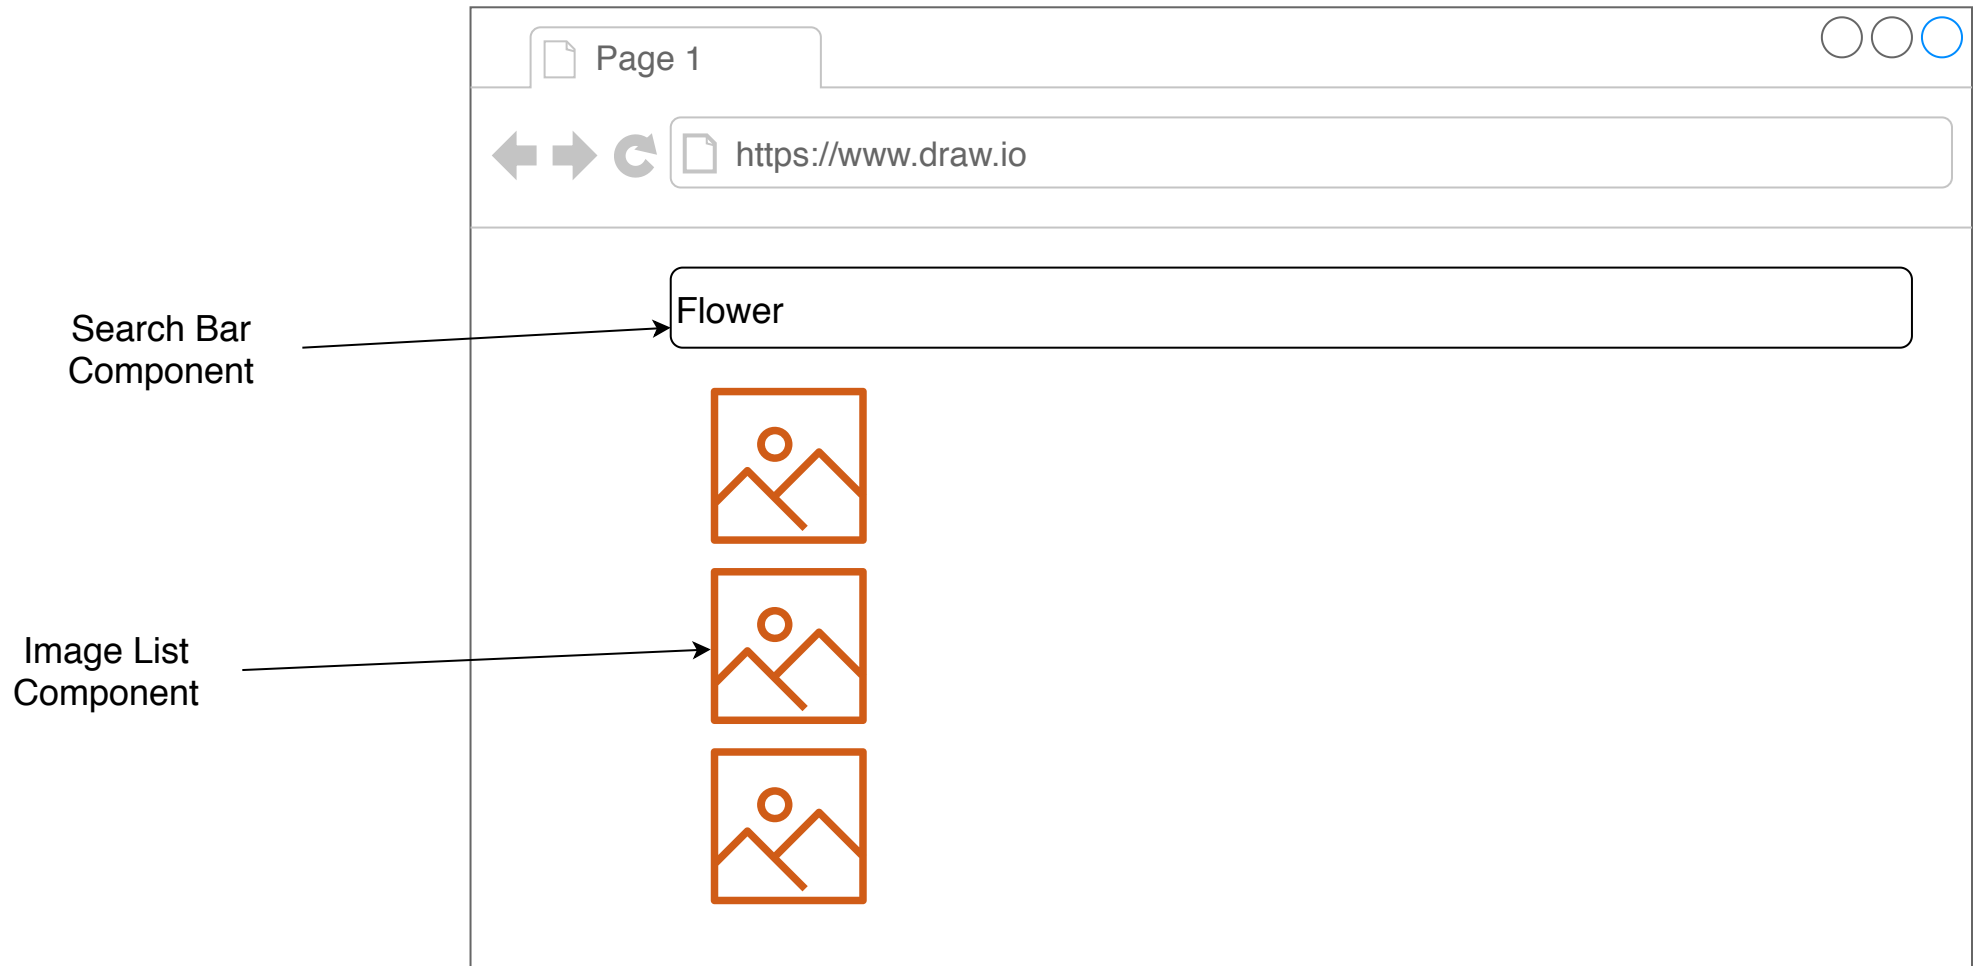 Page 1
https://www.draw.io
Flower
Search Bar
Component
Image List
Component